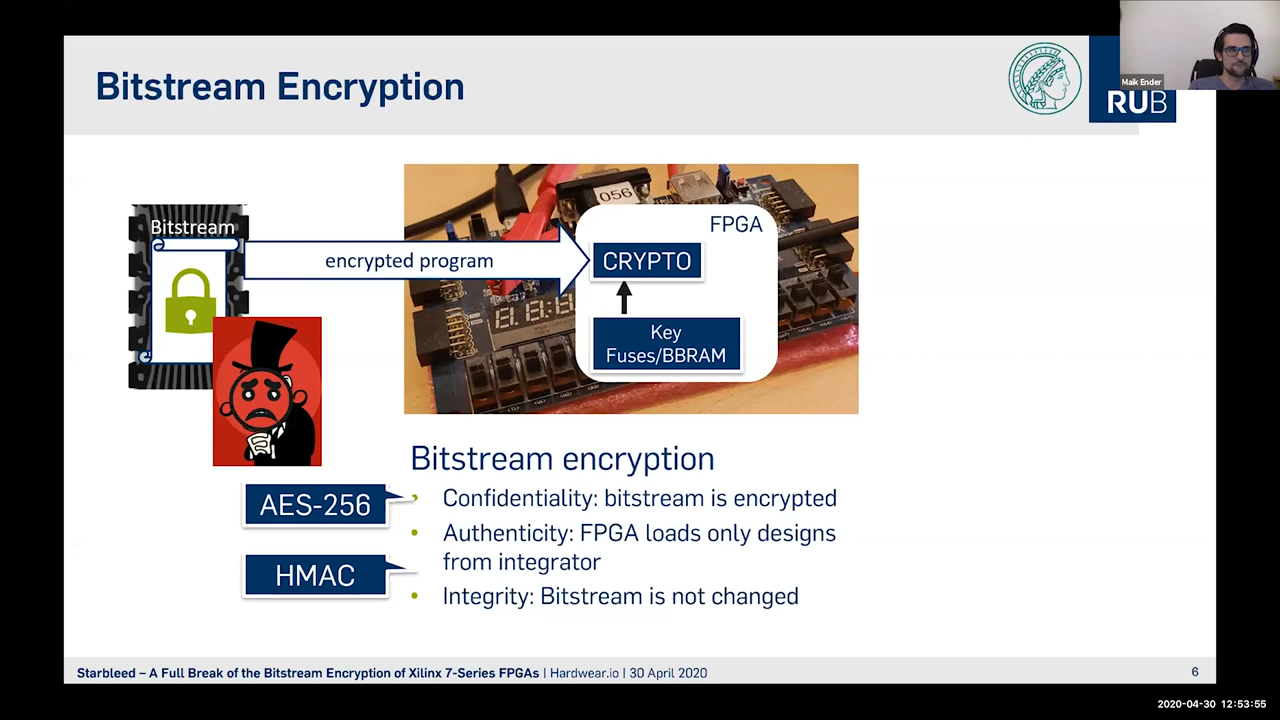 Bitstream Encryption
Maik Ender
RUB
Bitstream
encrypted program
056
FPGA
CRYPTO
Key
Fuses/BBRAM
Bitstream encryption
AES-256
• Confidentiality: bitstream is encrypted
• Authenticity: FPGA loads only designs
from integrator
HMAC
• Integrity: Bitstream is not changed
Starbleed – A Full Break of the Bitstream Encryption of Xilinx 7-Series FPGAs | Hardwear.io | 30 April 2020
6
2020-04-30 12:53:55